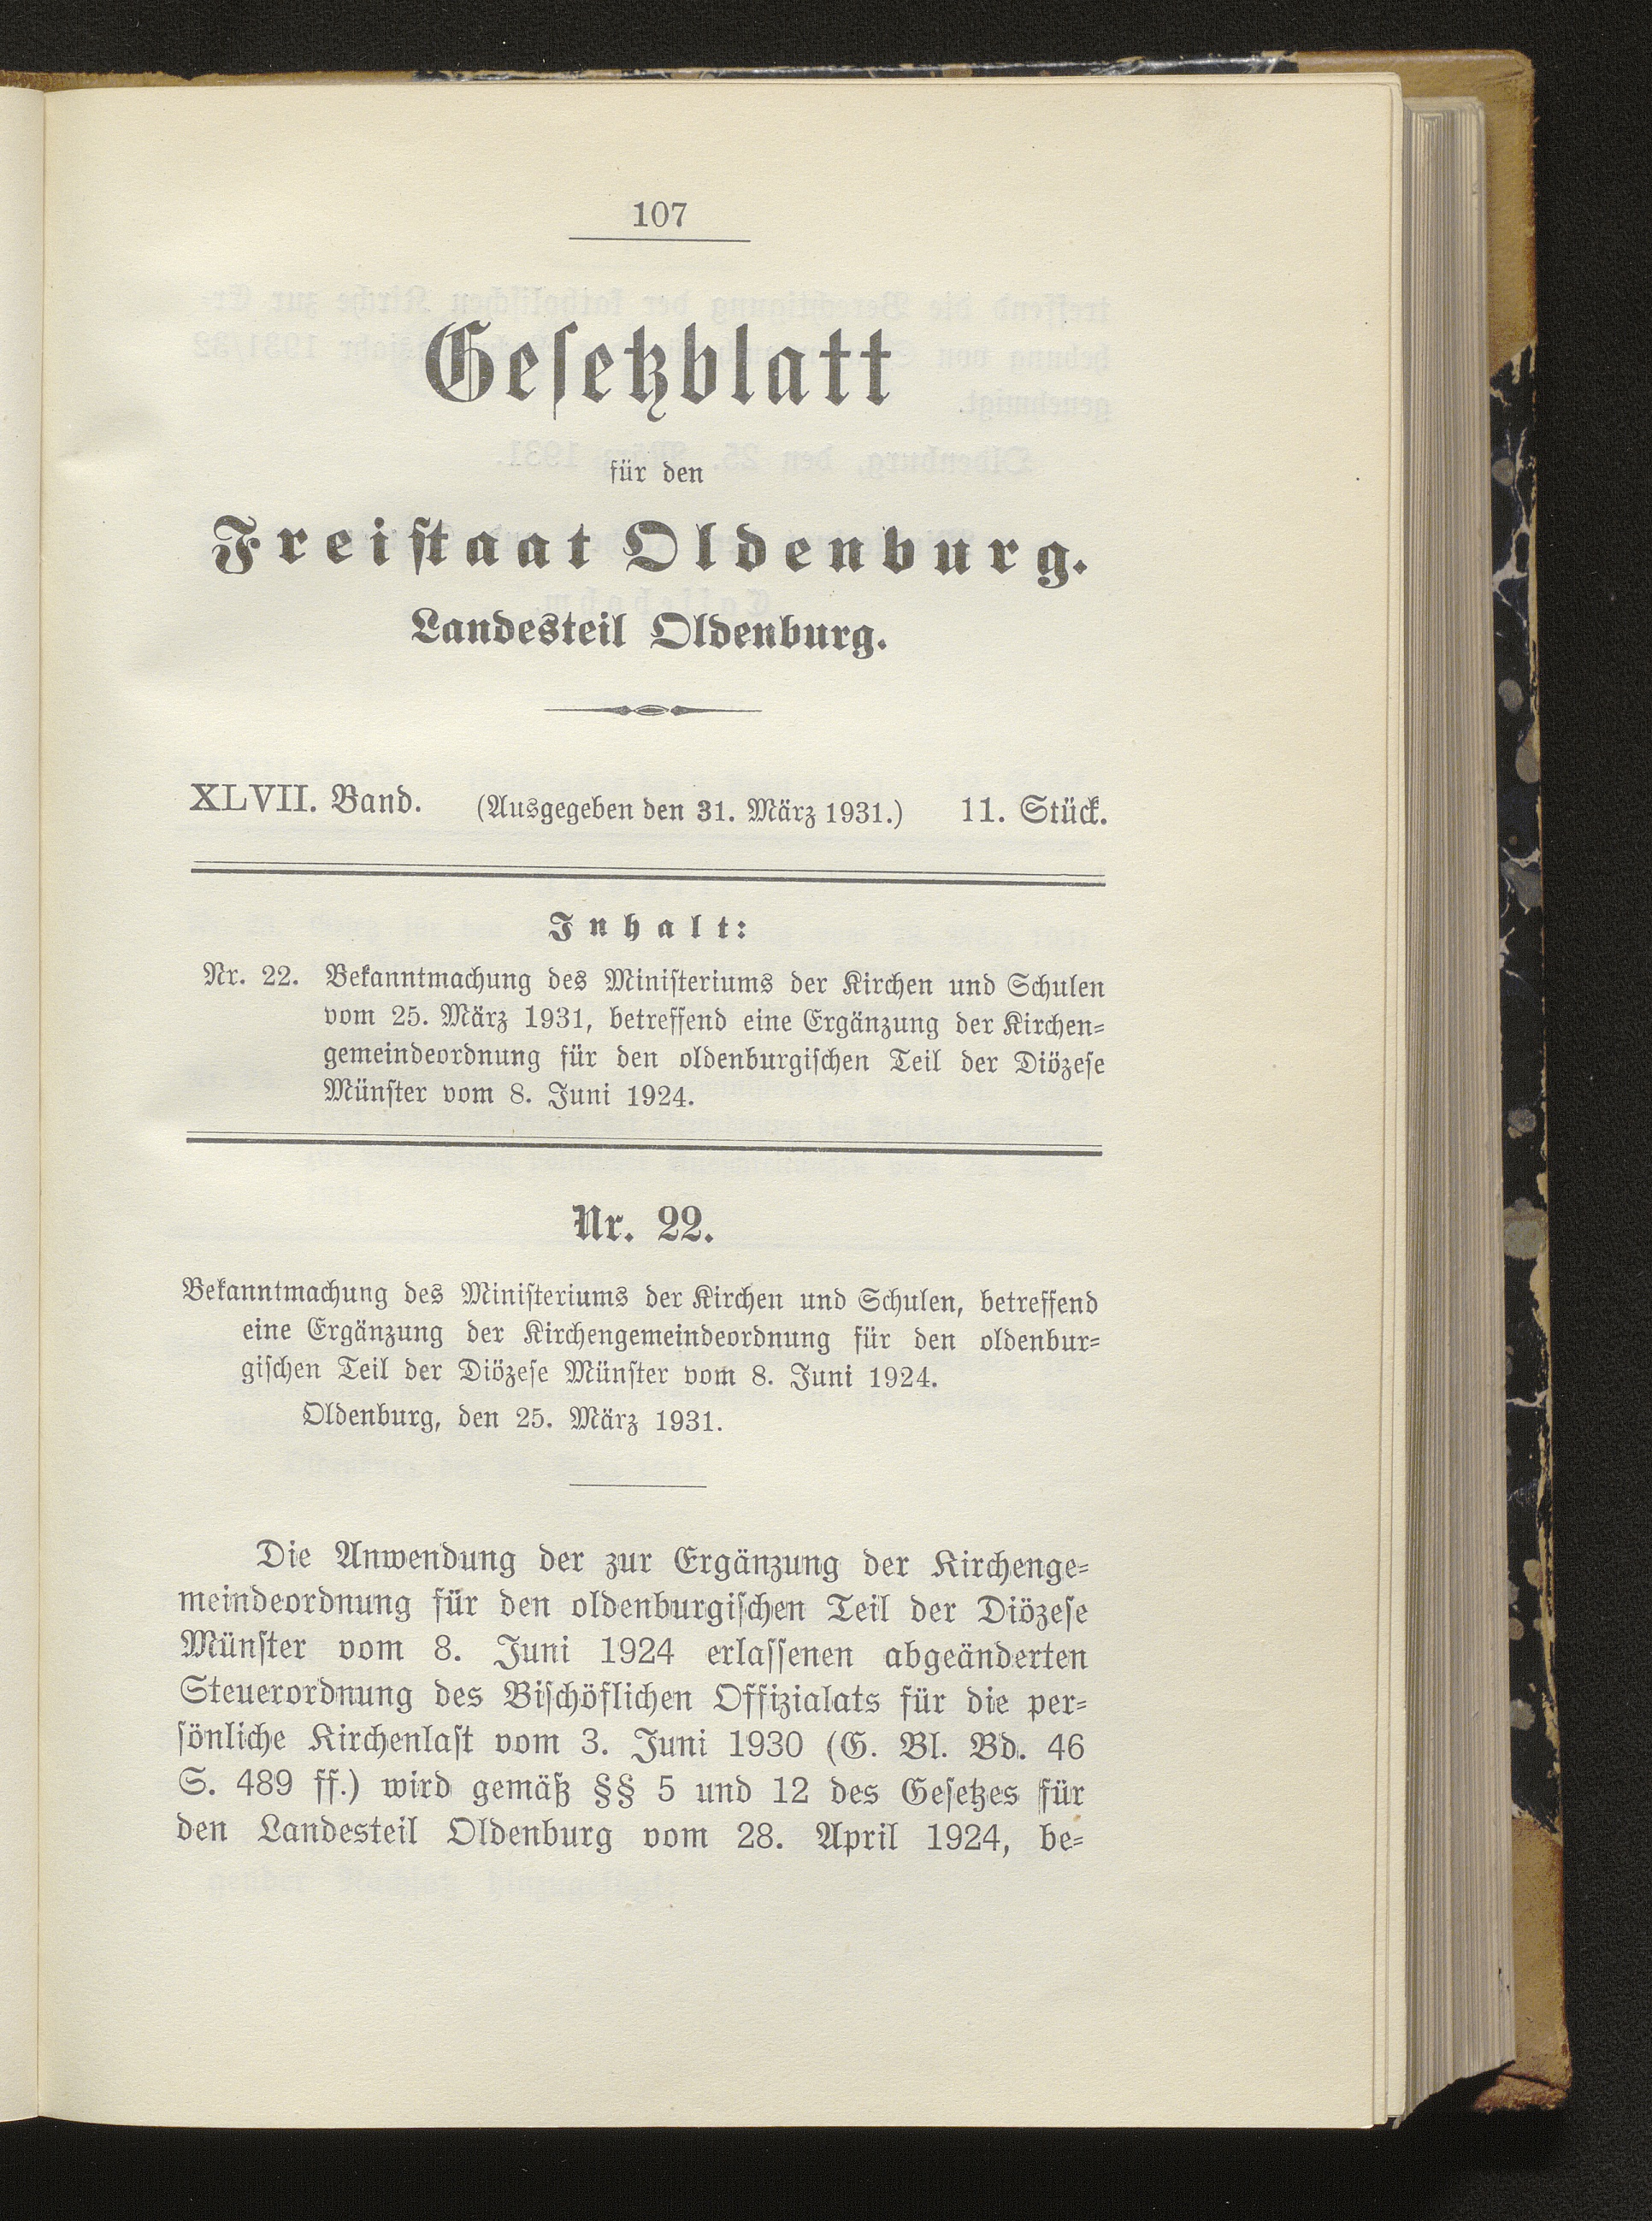 107
Gesetzblatt
für den
Freistaat Oldenburg.
Landesteil Oldenburg.
XLVII. Band. (Ausgegeben den 31. März 1931.) 11. Stück.
Inhalt:
Nr. 22. Bekanntmachung des Ministeriums der Kirchen und Schulen
vom 25. März 1931, betreffend eine Ergänzung der Kirchen=
gemeindeordnung für den oldenburgischen Teil der Diözese
Münster vom 8. Juni 1924.
Nr. 22.
Bekanntmachung des Ministeriums der Kirchen und Schulen, betreffend
eine Ergänzung der Kirchengemeindeordnung für den oldenbur=
gischen Teil der Diözese Münster vom 8. Juni 1924.
Oldenburg, den 25. März 1931.
Die Anwendung der zur Ergänzung der Kirchenge=
meindeordnung für den oldenburgischen Teil der Diözese
Münster vom 8. Juni 1924 erlassenen abgeänderten
Steuerordnung des Bischöflichen Offizialats für die per=
sönliche Kirchenlast vom 3. Juni 1930 (G. Bl. Bd. 46
S. 489 ff.) wird gemäß §§ 5 und 12 des Gesetzes für
den Landesteil Oldenburg vom 28. April 1924, be=